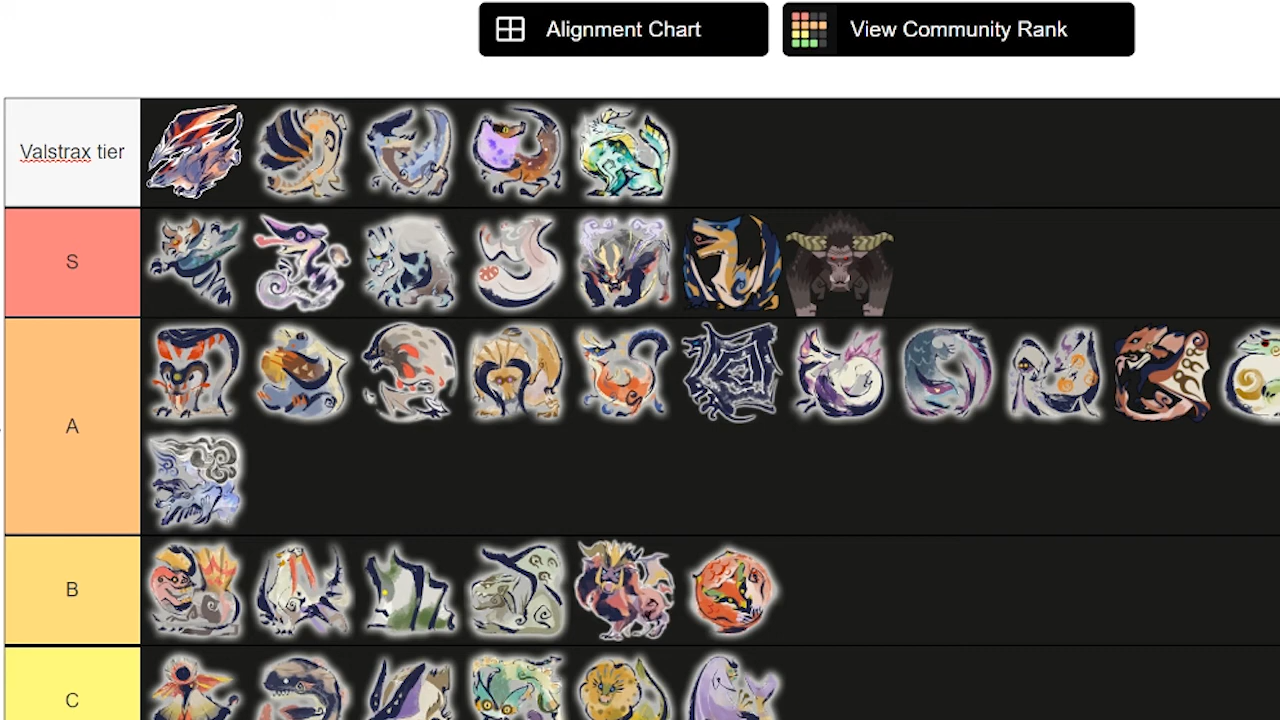 Alignment Chart
View Community Rank
Valstrax tier
S
A
B
C